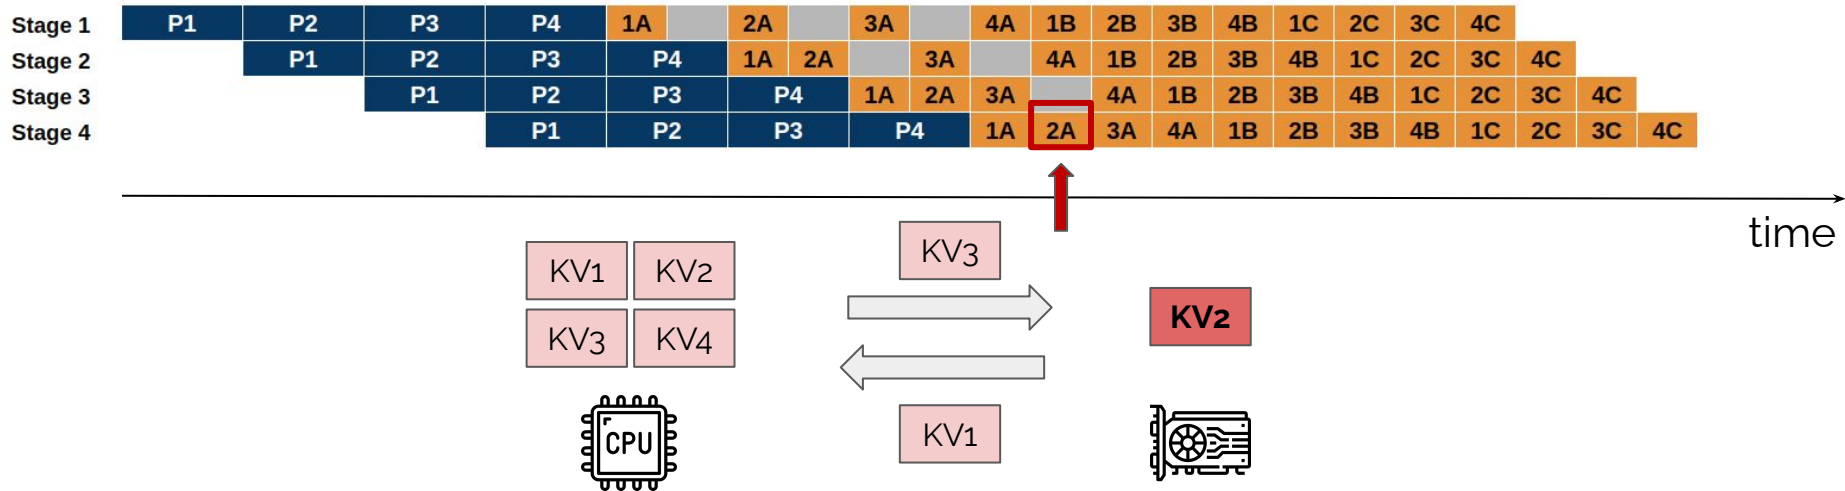 Stage 1 P1 P2 P3 P4 1A 2A 3A 4A 1B 2B 3B 4B 1C 2C 3C 4C
Stage 2 P1 P2 P3 P4 1A 2A 3A 4A 1B 2B 3B 4B 1C 2C 3C 4C
Stage 3 P1 P2 P3 P4 1A 2A 3A 4A 1B 2B 3B 4B 1C 2C 3C 4C
Stage 4 P1 P2 P3 P4 1A 2A 3A 4A 1B 2B 3B 4B 1C 2C 3C 4C
time
KV3
KV1 KV2
KV2
KV3 KV4
KV1
CPU